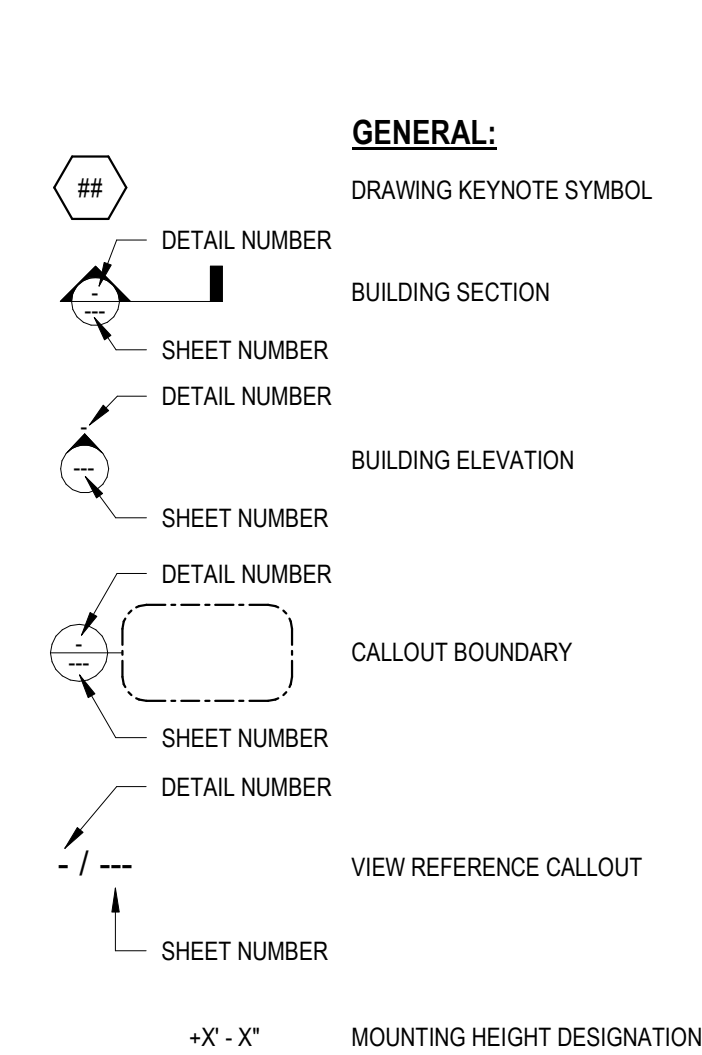 GENERAL:
## DRAWING KEYNOTE SYMBOL
DETAIL NUMBER
-
--- BUILDING SECTION
SHEET NUMBER
DETAIL NUMBER
-
--- BUILDING ELEVATION
SHEET NUMBER
DETAIL NUMBER
-
--- CALLOUT BOUNDARY
SHEET NUMBER
DETAIL NUMBER
- / --- VIEW REFERENCE CALLOUT
SHEET NUMBER
+X' - X" MOUNTING HEIGHT DESIGNATION